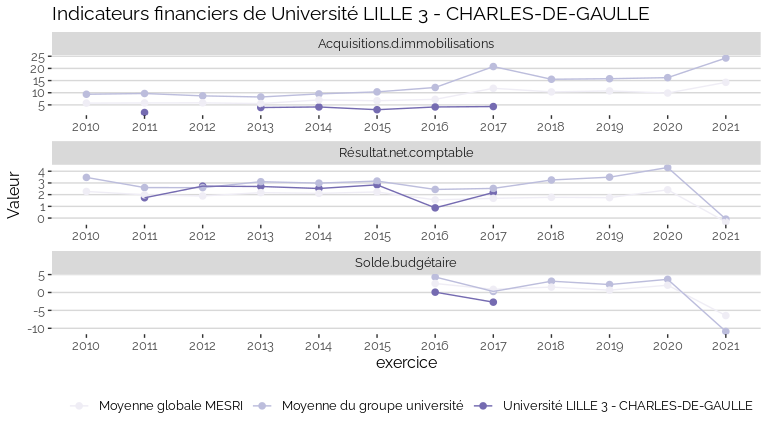 Indicateurs financiers de Université LILLE 3 - CHARLES-DE-GAULLE
Acquisitions.d.immobilisations
25
20
15
10
5
2010 2011 2012 2013 2014 2015 2016 2017 2018 2019 2020 2021
Résultat.net.comptable
4
3
2
1
0
2010 2011 2012 2013 2014 2015 2016 2017 2018 2019 2020 2021
Solde.budgétaire
5
0
-5
-10
2010 2011 2012 2013 2014 2015 2016 2017 2018 2019 2020 2021
Valeur
exercice
Moyenne globale MESRI Moyenne du groupe université Université LILLE 3 - CHARLES-DE-GAULLE